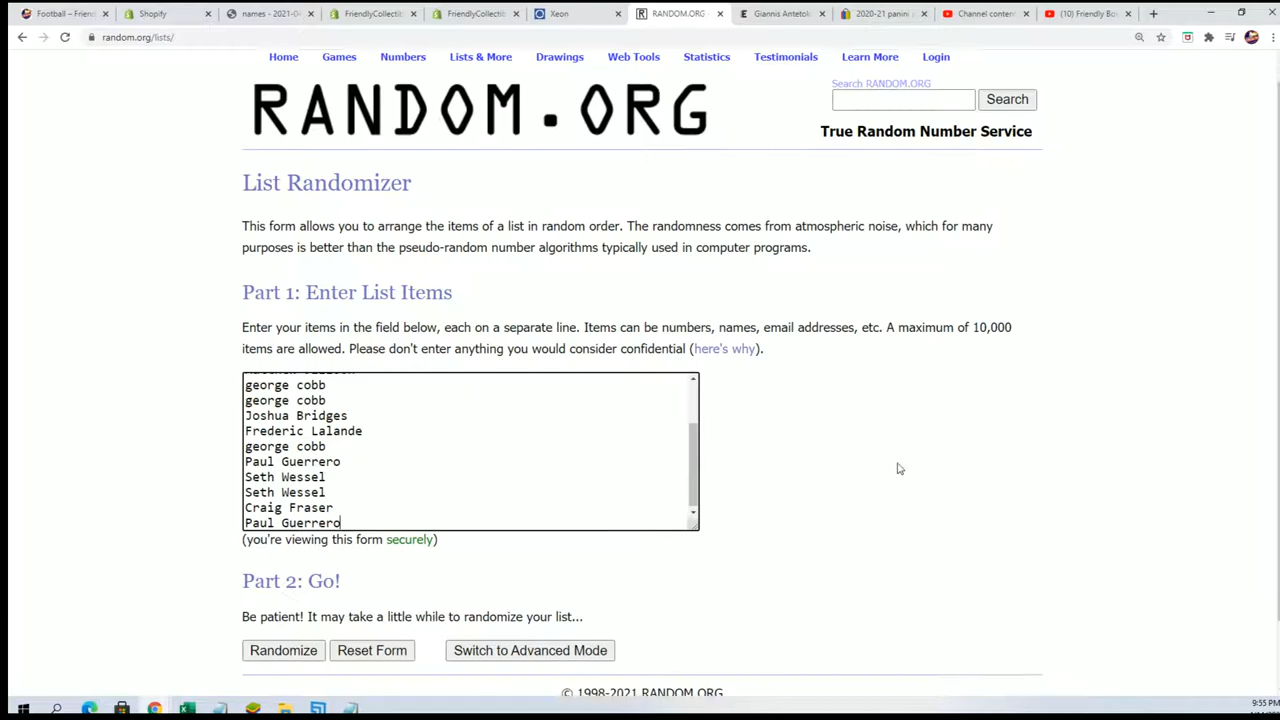 Football – Friend
Shopify
names - 2021-04
FriendlyCollectib
FriendlyCollectib
Xeon
RANDOM.ORG
Giannis Antetoko
2020-21 panini
Channel content
(10) Friendly Bo
random.org/lists/
Home Games Numbers Lists & More Drawings Web Tools Statistics Testimonials Learn More Login
RANDOM.ORG
Search RANDOM.ORG
Search
True Random Number Service
List Randomizer
This form allows you to arrange the items of a list in random order. The randomness comes from atmospheric noise, which for many
purposes is better than the pseudo-random number algorithms typically used in computer programs.
Part 1: Enter List Items
Enter your items in the field below, each on a separate line. Items can be numbers, names, email addresses, etc. A maximum of 10,000
items are allowed. Please don't enter anything you would consider confidential (here's why).
george cobb
george cobb
Joshua Bridges
Frederic Lalande
george cobb
Paul Guerrero
Seth Wessel
Seth Wessel
Craig Fraser
Paul Guerrero
(you're viewing this form securely)
Part 2: Go!
Be patient! It may take a little while to randomize your list...
Randomize Reset Form Switch to Advanced Mode
© 1998-2021 RANDOM.ORG
9:55 PM